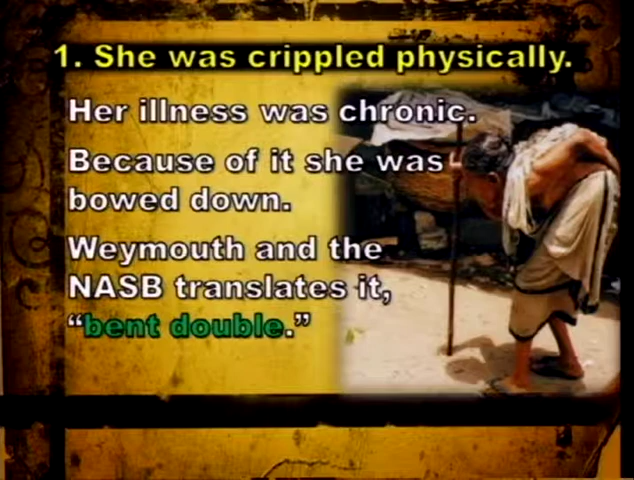 1. She was crippled physically.
Her illness was chronic.
Because of it she was
bowed down.
Weymouth and the
NASB translates it,
“bent double.”